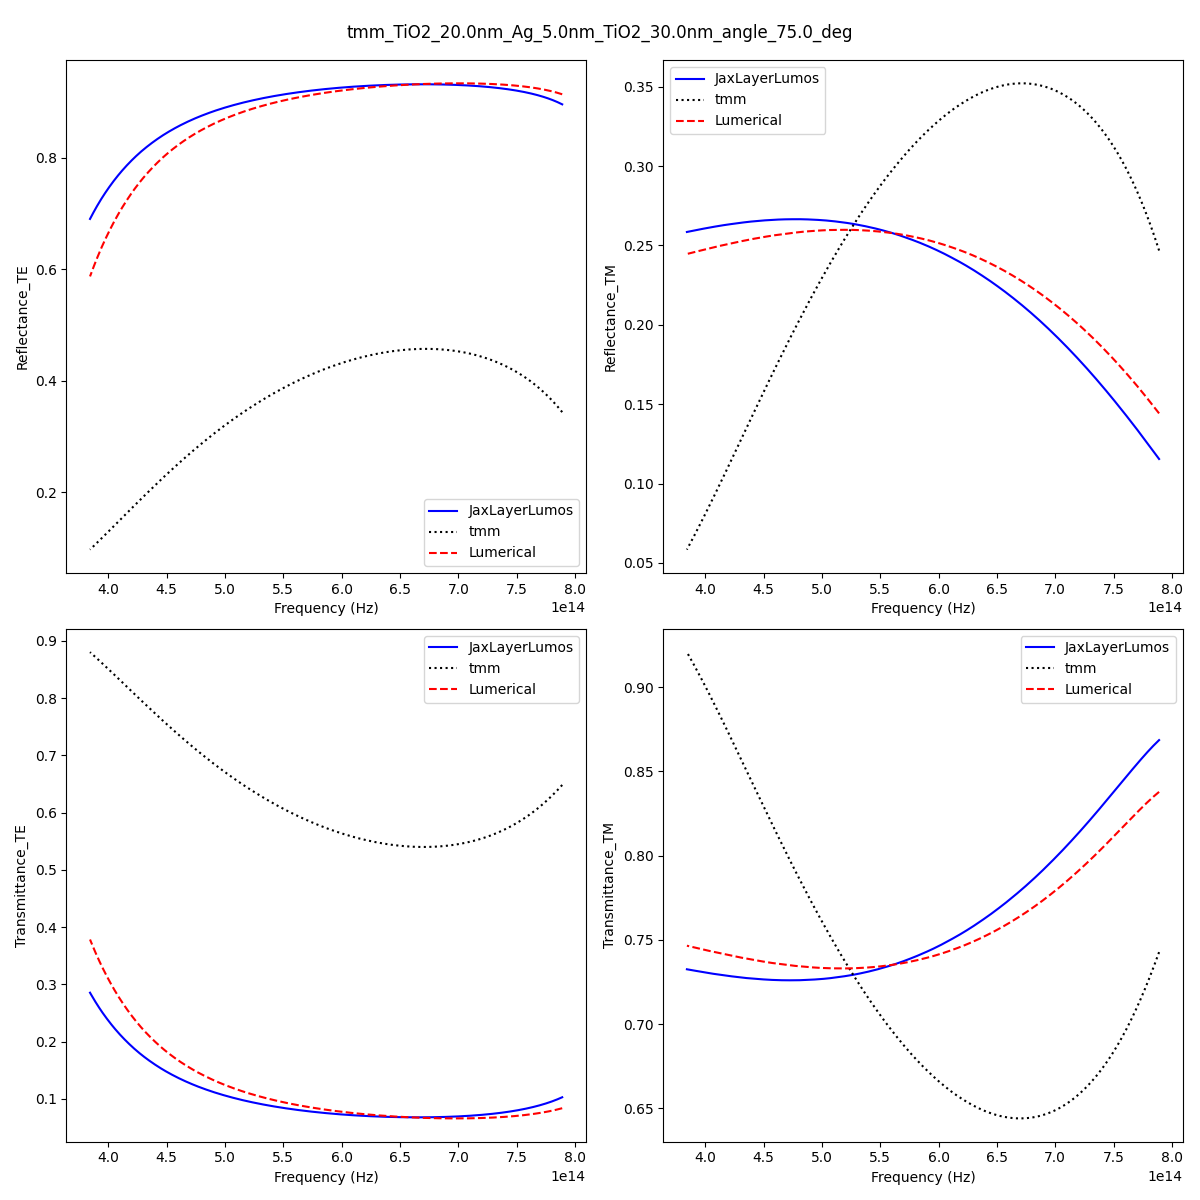 tmm_TiO2_20.0nm_Ag_5.0nm_TiO2_30.0nm_angle_75.0_deg
Reflectance_TE
0.8
0.6
0.4
0.2
JaxLayerLumos
tmm
Lumerical
4.0 4.5 5.0 5.5 6.0 6.5 7.0 7.5 8.0
1e14
Frequency (Hz)
Reflectance_TM
0.35
0.30
0.25
0.20
0.15
0.10
0.05
JaxLayerLumos
tmm
Lumerical
4.0 4.5 5.0 5.5 6.0 6.5 7.0 7.5 8.0
1e14
Frequency (Hz)
Transmittance_TE
0.9
0.8
0.7
0.6
0.5
0.4
0.3
0.2
0.1
JaxLayerLumos
tmm
Lumerical
4.0 4.5 5.0 5.5 6.0 6.5 7.0 7.5 8.0
1e14
Frequency (Hz)
Transmittance_TM
0.90
0.85
0.80
0.75
0.70
0.65
JaxLayerLumos
tmm
Lumerical
4.0 4.5 5.0 5.5 6.0 6.5 7.0 7.5 8.0
1e14
Frequency (Hz)